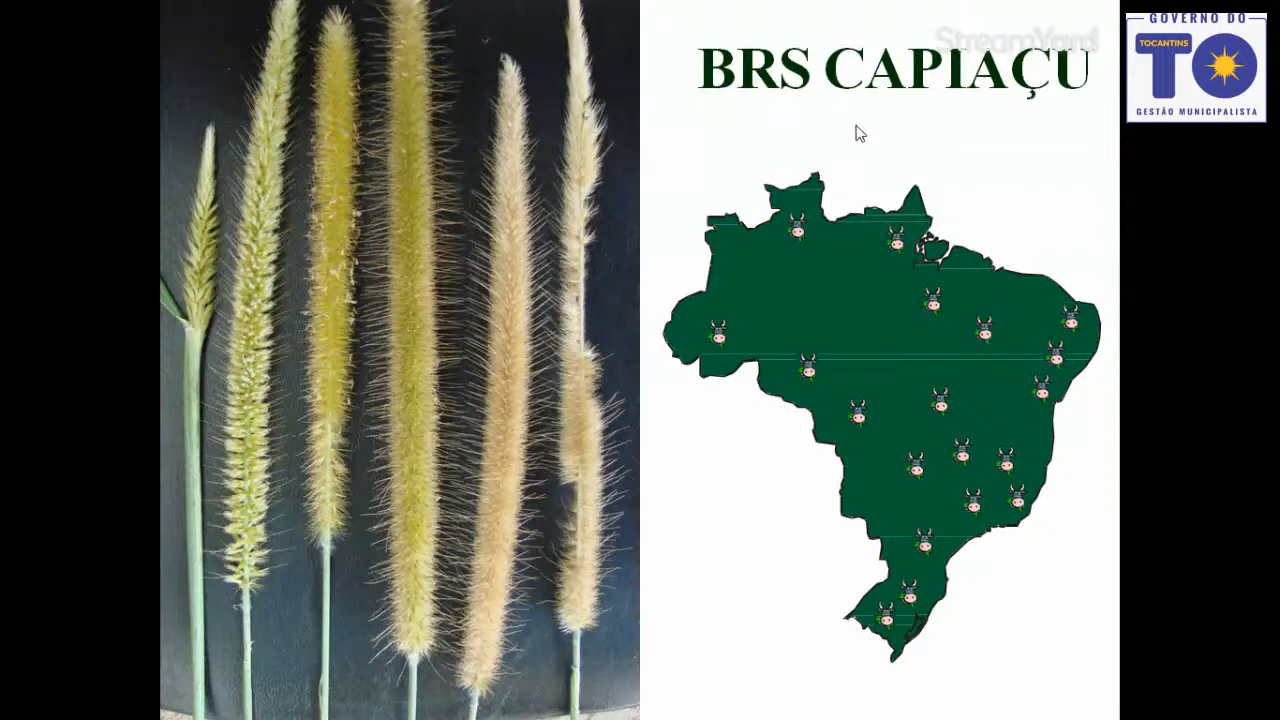 StreamYard
BRS CAPIAÇU
GOVERNO DO
TOCANTINS
TO
GESTÃO MUNICIPALISTA